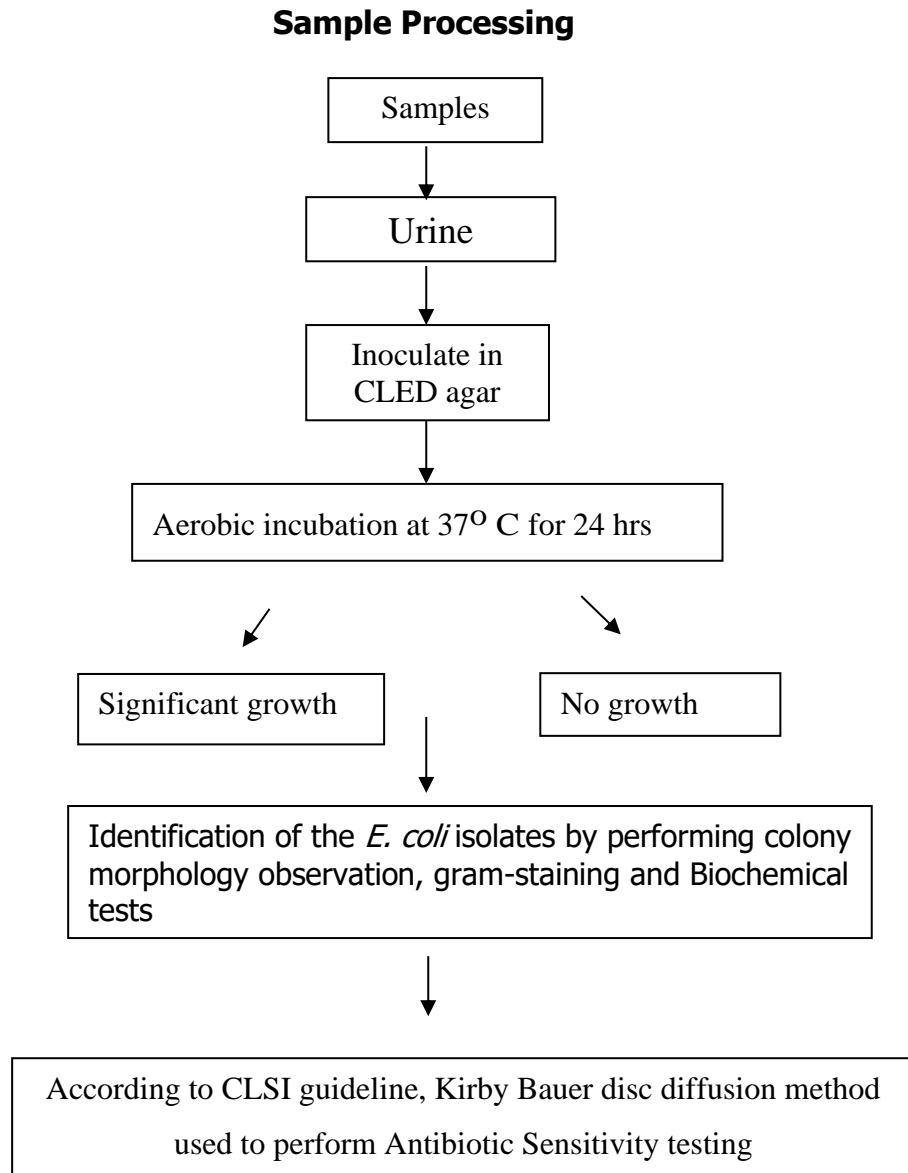 Sample Processing
Samples
Urine
Inoculate in
CLED agar
Aerobic incubation at 37O C for 24 hrs
Significant growth
No growth
Identification of the E. coli isolates by performing colony
morphology observation, gram-staining and Biochemical
tests
According to CLSI guideline, Kirby Bauer disc diffusion method
used to perform Antibiotic Sensitivity testing